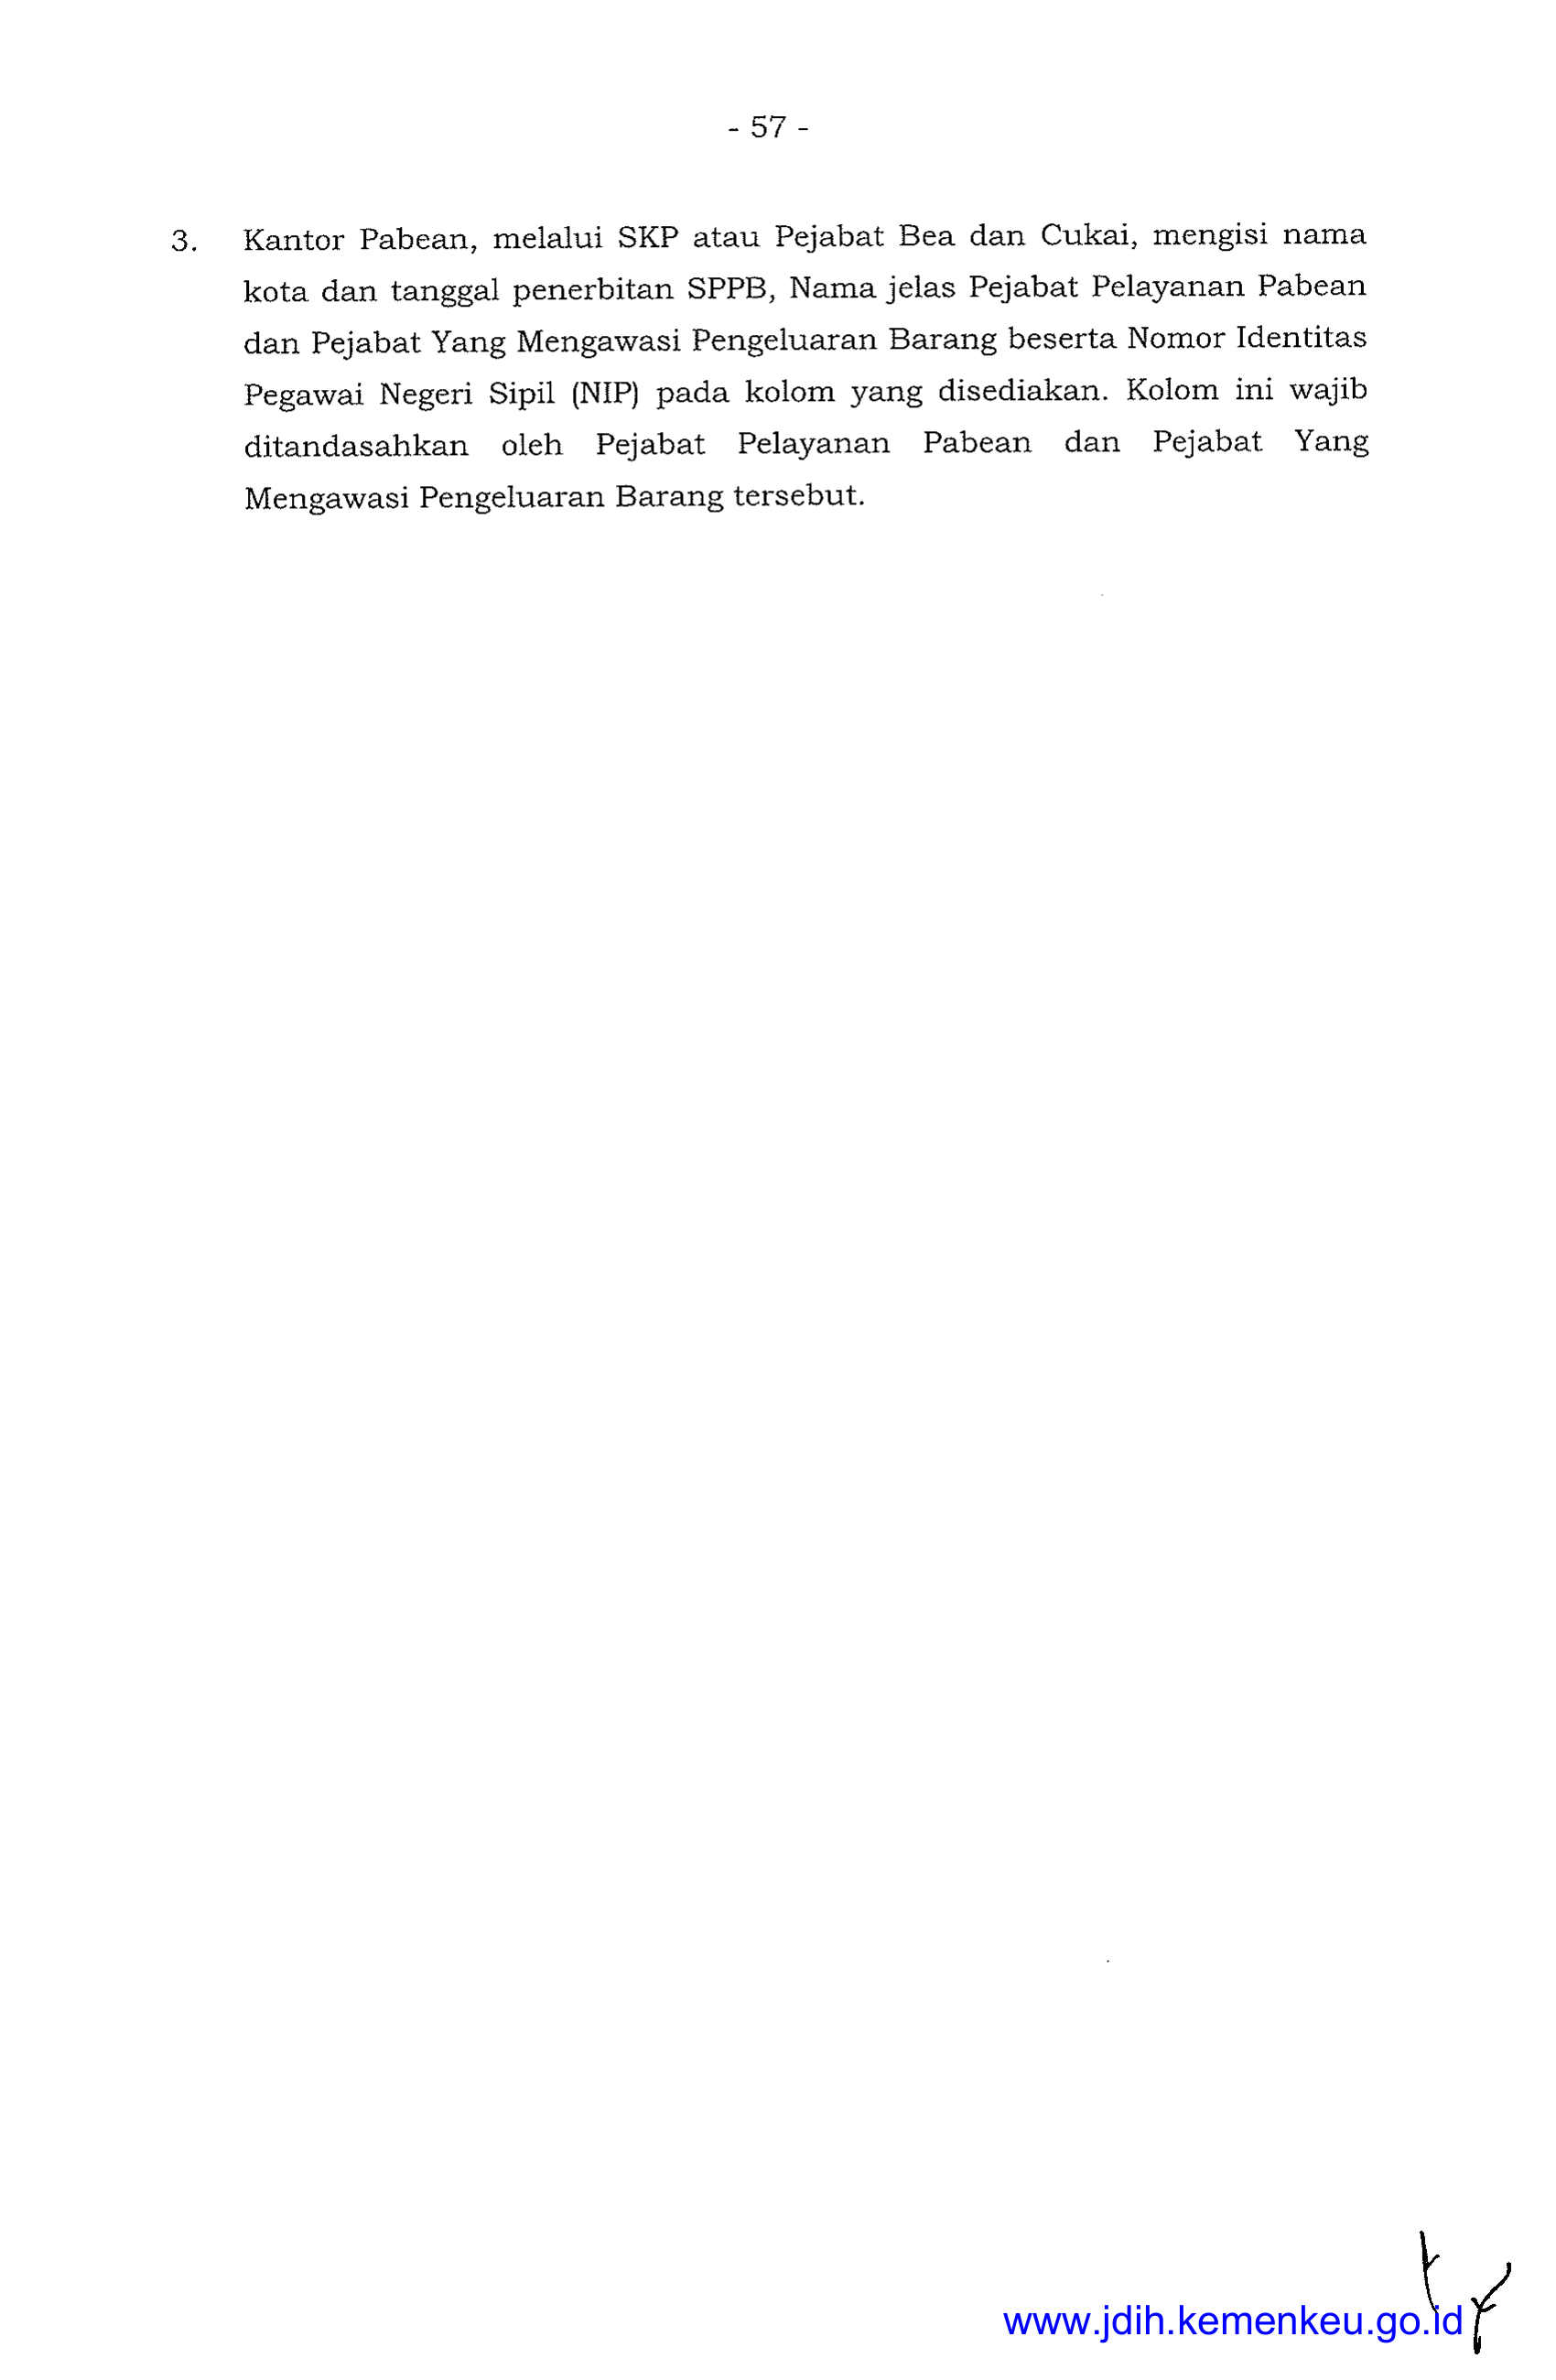 - 57 -
3. Kantor Pabean, melalui SKP atau Pejabat Bea dan Cukai, mengisi nama
kota dan tanggal penerbitan SPPB, Nama jelas Pejabat Pelayanan Pabean
dan Pejabat Yang Mengawasi Pengeluaran Barang beserta Nomor Identitas
Pegawai Negeri Sipil (NIP) pada kolom yang disediakan. Kolom ini wajib
ditandasahkan oleh Pejabat Pelayanan Pabean dan Pejabat Yang
Mengawasi Pengeluaran Barang tersebut.
www.jdih.kemenkeu.go.id